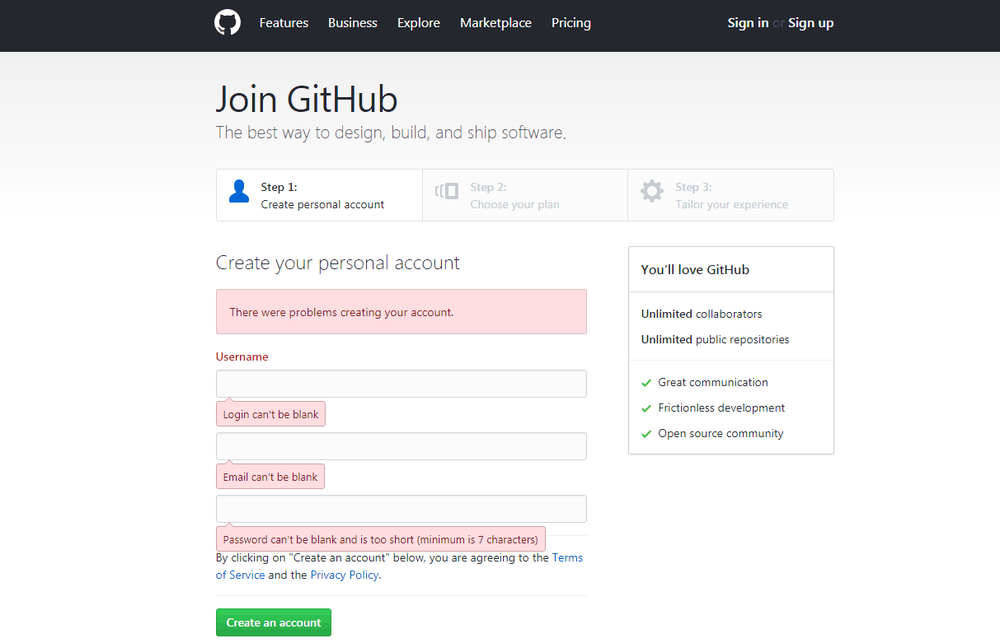 Features Business Explore Marketplace Pricing Sign in or Sign up
Join GitHub
The best way to design, build, and ship software.
Step 1:
Create personal account
Step 2:
Choose your plan
Step 3:
Tailor your experience
Create your personal account
There were problems creating your account.
Username
Login can't be blank
Email can't be blank
Password can't be blank and is too short (minimum is 7 characters)
By clicking on "Create an account" below, you are agreeing to the Terms
of Service and the Privacy Policy.
Create an account
You’ll love GitHub
Unlimited collaborators
Unlimited public repositories
Great communication
Frictionless development
Open source community